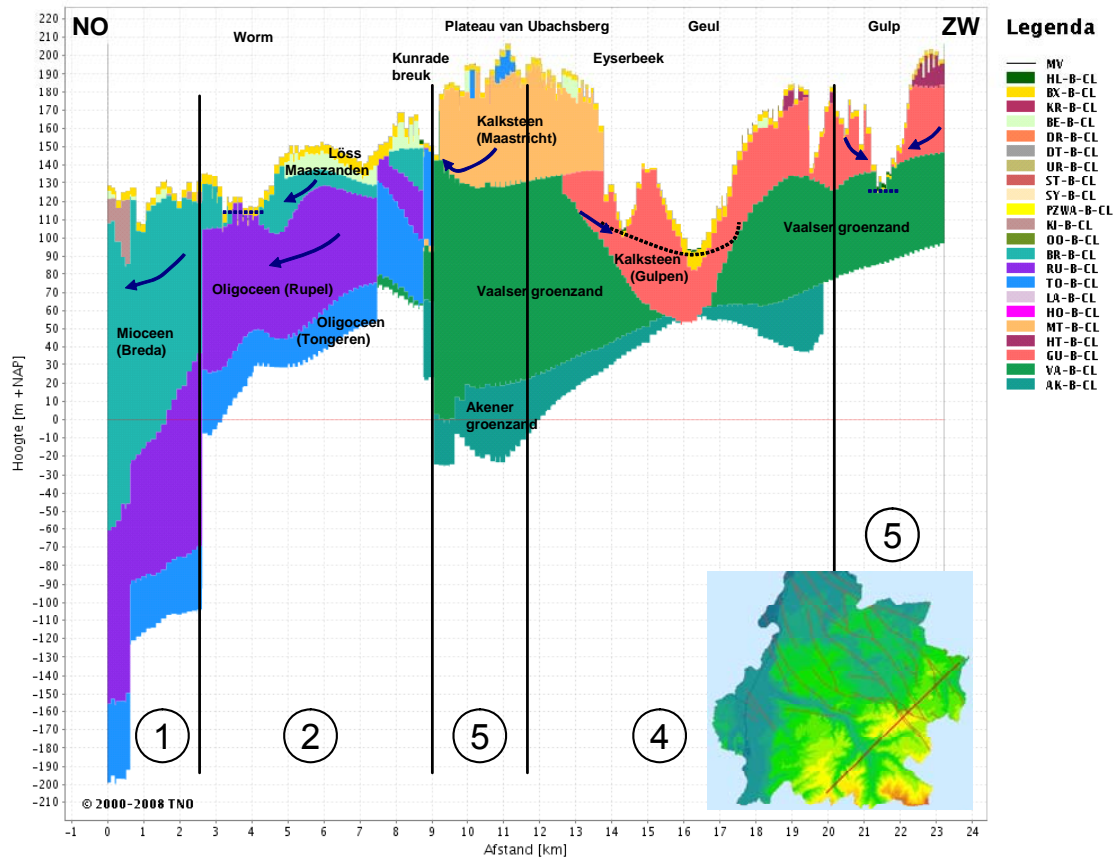 NO
ZW
Worm
Kunrade
breuk
Plateau van Ubachsberg
Eyserbeek
Geul
Gulp
Legenda
MV
HL-B-CL
BX-B-CL
KR-B-CL
BE-B-CL
DR-B-CL
DT-B-CL
UR-B-CL
ST-B-CL
SY-B-CL
PZWA-B-CL
KI-B-CL
OO-B-CL
BR-B-CL
RU-B-CL
TO-B-CL
LA-B-CL
HO-B-CL
MT-B-CL
HT-B-CL
GU-B-CL
VA-B-CL
AK-B-CL
Hoogte [m +NAP]
220
210
200
190
180
170
160
150
140
130
120
110
100
90
80
70
60
50
40
30
20
10
0
-10
-20
-30
-40
-50
-60
-70
-80
-90
-100
-110
-120
-130
-140
-150
-160
-170
-180
-190
-200
-210
Löss
Maaszanden
Kalksteen
(Maastricht)
Oligoceen (Rupel)
Oligoceen
(Tongeren)
Mioceen
(Breda)
Vaalser groenzand
Kalksteen
(Gulpen)
Vaalser groenzand
Akener
groenzand
1
2
5
4
5
© 2000-2008 TNO
-1 0 1 2 3 4 5 6 7 8 9 10 11 12 13 14 15 16 17 18 19 20 21 22 23 24
Afstand [km]